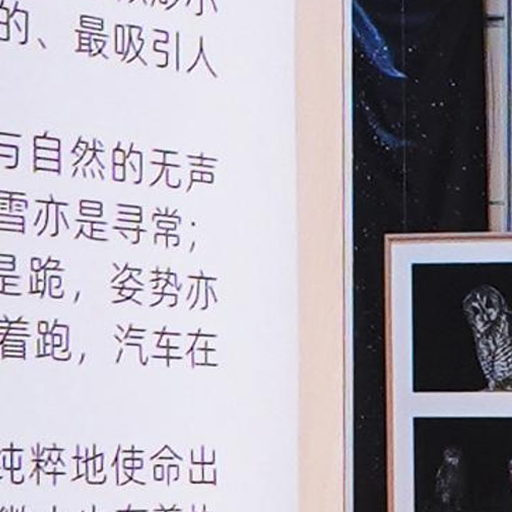 的、最吸引人
与自然的无声
雪亦是寻常；
是跪，姿势亦
着跑，汽车在
纯粹地使命出